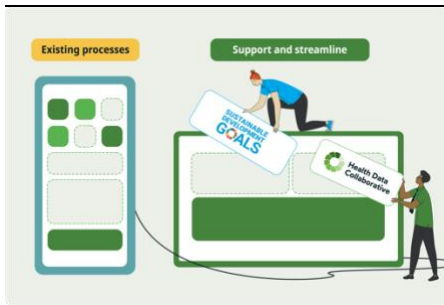 Existing processes
Support and streamline
SUSTAINABLE
DEVELOPMENT
GOALS
Health Data
Collaborative